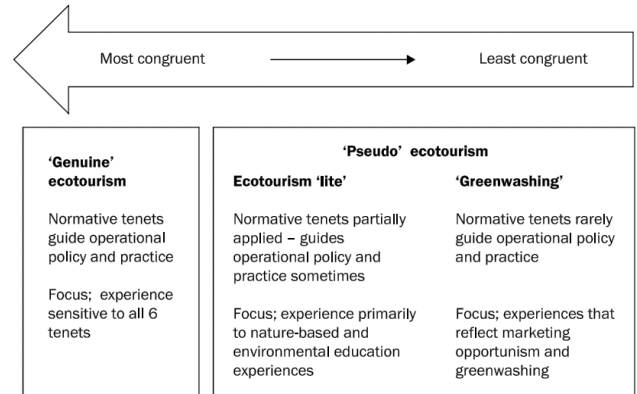 Most congruent
Least congruent
‘Genuine’
ecotourism
Normative tenets
guide operational
policy and practice
Focus; experience
sensitive to all 6
tenets
‘Pseudo’ ecotourism
Ecotourism ‘lite’
Normative tenets partially
applied – guides
operational policy and
practice sometimes
Focus; experience primarily
to nature-based and
environmental education
experiences
‘Greenwashing’
Normative tenets rarely
guide operational policy
and practice
Focus; experiences that
reflect marketing
opportunism and
greenwashing